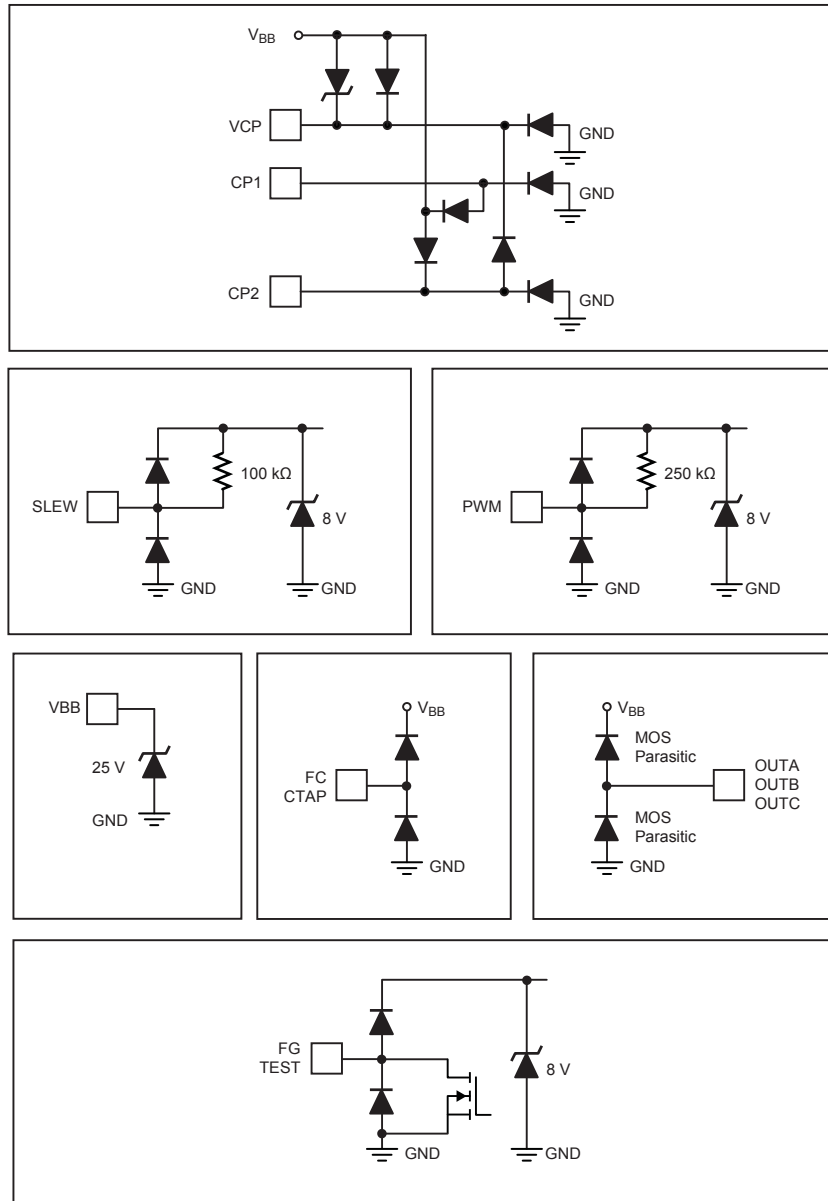 VBB
VCP
GND
CP1
GND
CP2
GND
100 kΩ
SLEW
8 V
GND
GND
250 kΩ
PWM
8 V
GND
GND
VBB
25 V
GND
VBB
FC
CTAP
GND
VBB
MOS
Parasitic
OUTA
OUTB
OUTC
MOS
Parasitic
GND
FG
TEST
8 V
GND
GND